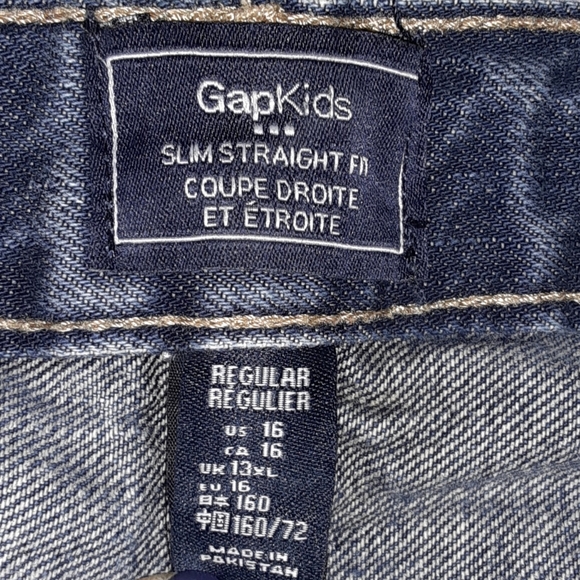 GapKids
SLIM STRAIGHT FIT
COUPE DROITE
ET ÉTROITE
REGULAR
RÉGULIER
US 16
CA 16
UK 13XL
EU 16
日本 160
中国 160/72
MADE IN
PAKISTAN